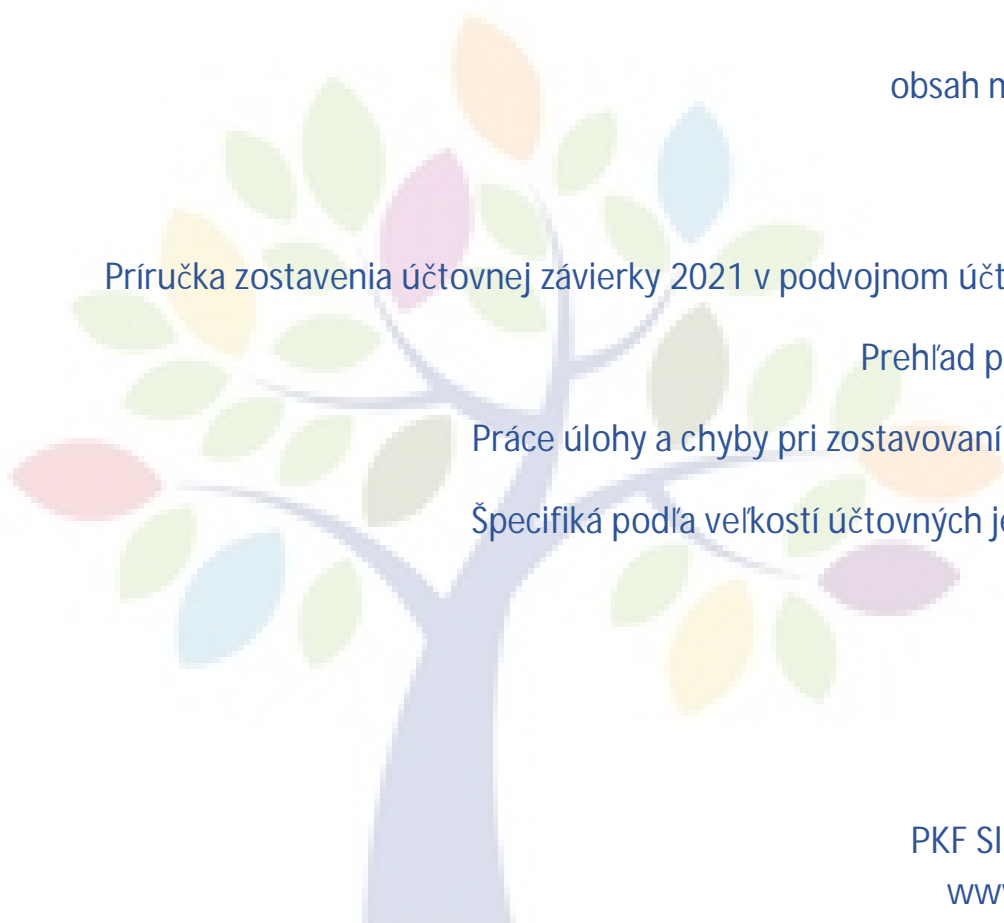 obsah
Príručka zostavenia účtovnej závierky 2021 v podvojnom účt
Prehľad p
Práce úlohy a chyby pri zostavovaní
Špecifiká podľa veľkostí účtovných je
PKF SI
www